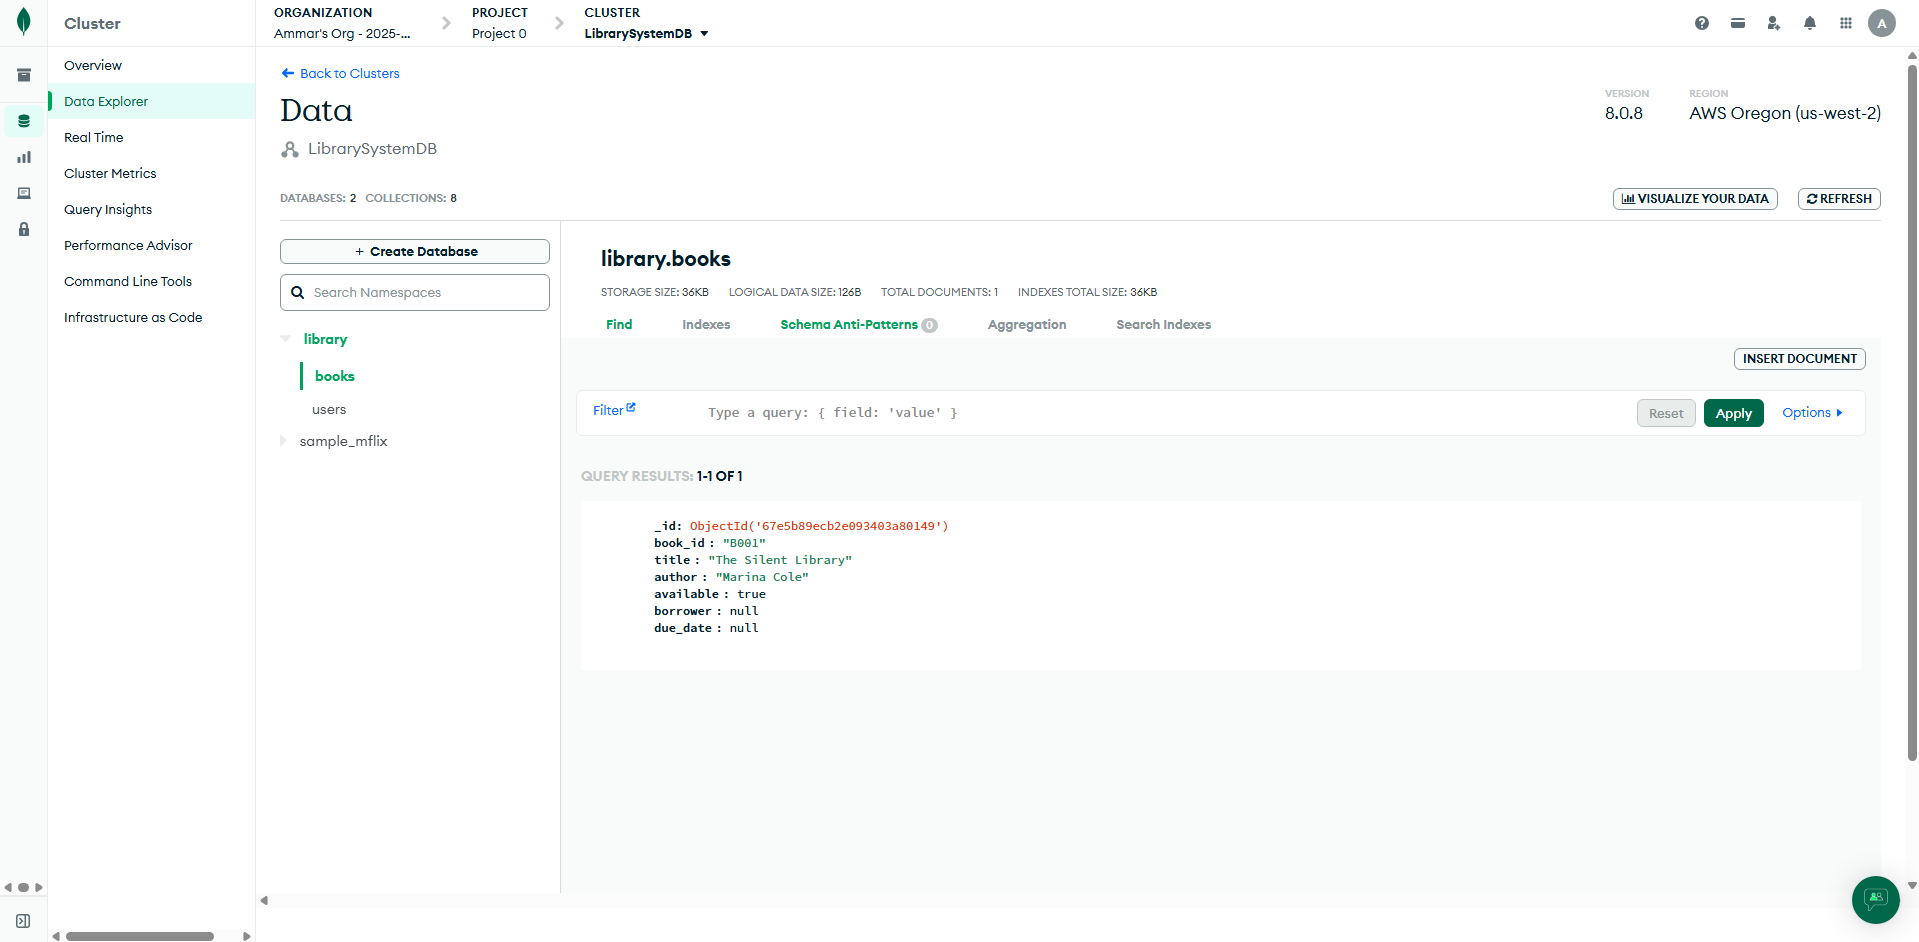 Cluster
ORGANIZATION
Ammar's Org - 2025-...
PROJECT
Project 0
CLUSTER
LibrarySystemDB
A
Overview
Data Explorer
Real Time
Cluster Metrics
Query Insights
Performance Advisor
Command Line Tools
Infrastructure as Code
Back to Clusters
Data
LibrarySystemDB
VERSION
8.0.8
REGION
AWS Oregon (us-west-2)
DATABASES: 2 COLLECTIONS: 8
VISUALIZE YOUR DATA
REFRESH
+ Create Database
Search Namespaces
library
books
users
sample_mflix
library.books
STORAGE SIZE: 36KB LOGICAL DATA SIZE: 126B TOTAL DOCUMENTS: 1 INDEXES TOTAL SIZE: 36KB
Find Indexes Schema Anti-Patterns 0 Aggregation Search Indexes
INSERT DOCUMENT
Filter
Type a query: { field: 'value' }
Reset
Apply
Options
QUERY RESULTS: 1-1 OF 1
_id: ObjectId('67e5b89ecb2e093403a80149')
book_id : "B001"
title : "The Silent Library"
author : "Marina Cole"
available : true
borrower : null
due_date : null